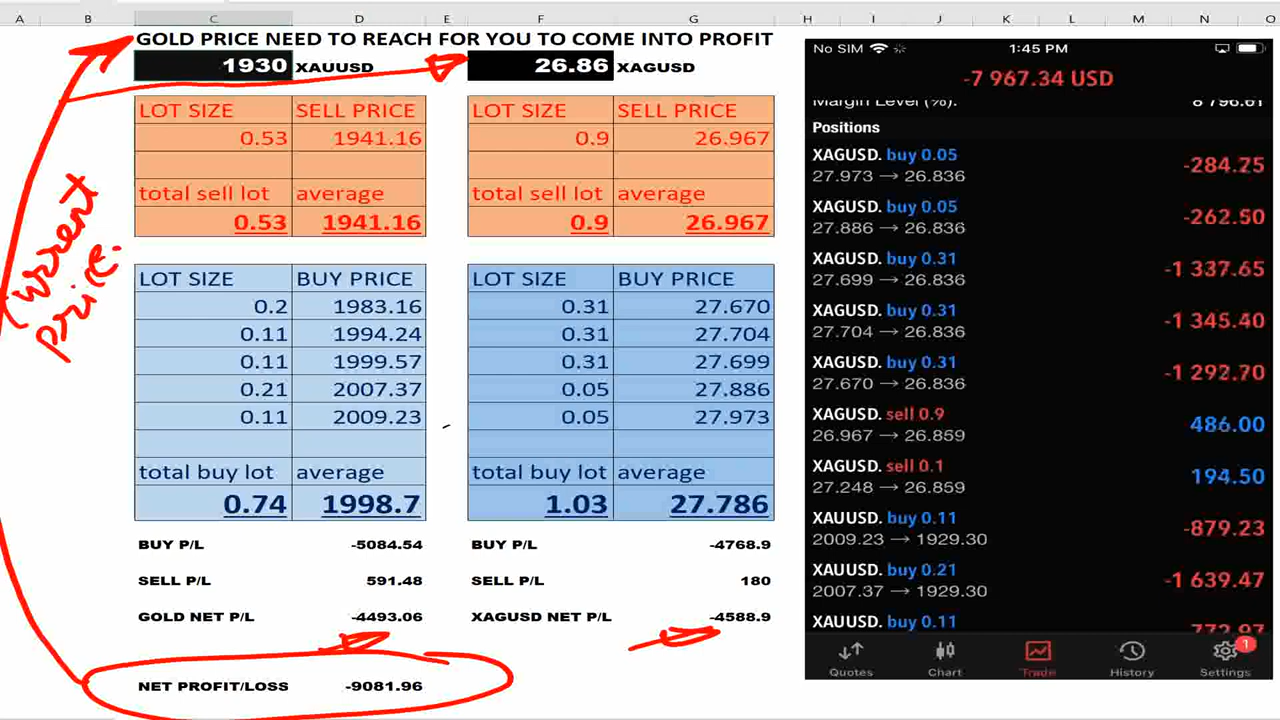 A B C D E F G H I J K L M N O
GOLD PRICE NEED TO REACH FOR YOU TO COME INTO PROFIT
1930 XAUUSD 26.86 XAGUSD
LOT SIZE SELL PRICE
0.53 1941.16
total sell lot average
0.53 1941.16
LOT SIZE SELL PRICE
0.9 26.967
total sell lot average
0.9 26.967
Current
price.
LOT SIZE BUY PRICE
0.2 1983.16
0.11 1994.24
0.11 1999.57
0.21 2007.37
0.11 2009.23
total buy lot average
0.74 1998.7
LOT SIZE BUY PRICE
0.31 27.670
0.31 27.704
0.31 27.699
0.05 27.886
0.05 27.973
total buy lot average
1.03 27.786
BUY P/L -5084.54
SELL P/L 591.48
GOLD NET P/L -4493.06
BUY P/L -4768.9
SELL P/L 180
XAGUSD NET P/L -4588.9
NET PROFIT/LOSS -9081.96
No SIM 1:45 PM
-7 967.34 USD
Margin Level (%): 8 796.61
Positions
XAGUSD. buy 0.05 -284.25
27.973 → 26.836
XAGUSD. buy 0.05 -262.50
27.886 → 26.836
XAGUSD. buy 0.31 -1 337.65
27.699 → 26.836
XAGUSD. buy 0.31 -1 345.40
27.704 → 26.836
XAGUSD. buy 0.31 -1 292.70
27.670 → 26.836
XAGUSD. sell 0.9 486.00
26.967 → 26.859
XAGUSD. sell 0.1 194.50
27.248 → 26.859
XAUUSD. buy 0.11 -879.23
2009.23 → 1929.30
XAUUSD. buy 0.21 -1 639.47
2007.37 → 1929.30
XAUUSD. buy 0.11 -772.97
1
Quotes Chart Trade History Settings